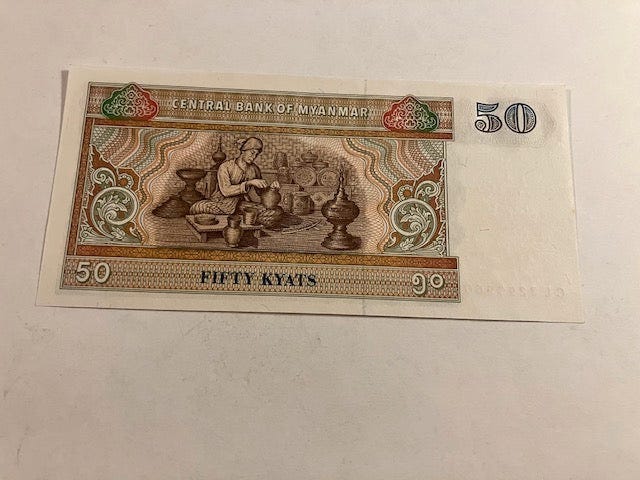 CENTRAL BANK OF MYANMAR
50
50 FIFTY KYATS ၅၀